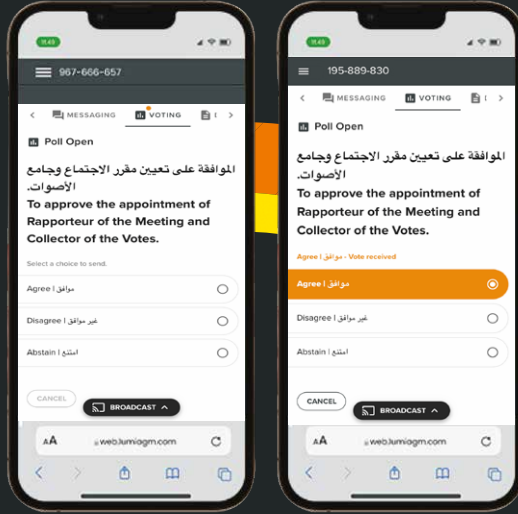 11:49
967-666-657
MESSAGING
VOTING
Poll Open
الموافقة على تعيين مقرر الاجتماع وجامع
الأصوات.
To approve the appointment of
Rapporteur of the Meeting and
Collector of the Votes.
Select a choice to send.
Agree | موافق
Disagree | غير موافق
Abstain | امتنع
CANCEL
BROADCAST
AA
web.lumiagm.com
11:49
195-889-830
MESSAGING
VOTING
Poll Open
الموافقة على تعيين مقرر الاجتماع وجامع
الأصوات.
To approve the appointment of
Rapporteur of the Meeting and
Collector of the Votes.
Agree | موافق - Vote received
Agree | موافق
Disagree | غير موافق
Abstain | امتنع
CANCEL
BROADCAST
AA
web.lumiagm.com